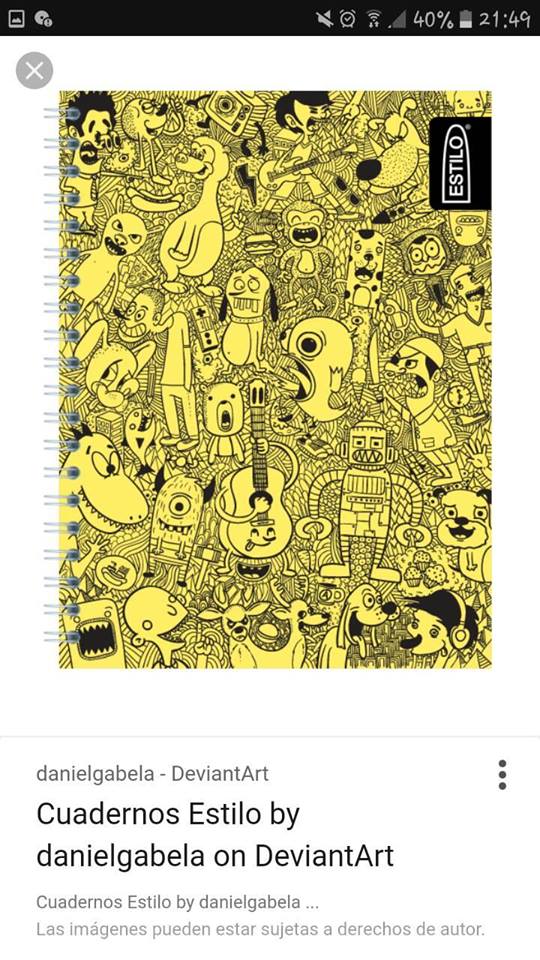 40% 21:49
ESTILO
danielgabela - DeviantArt
Cuadernos Estilo by
danielgabela on DeviantArt
Cuadernos Estilo by danielgabela ...
Las imágenes pueden estar sujetas a derechos de autor.